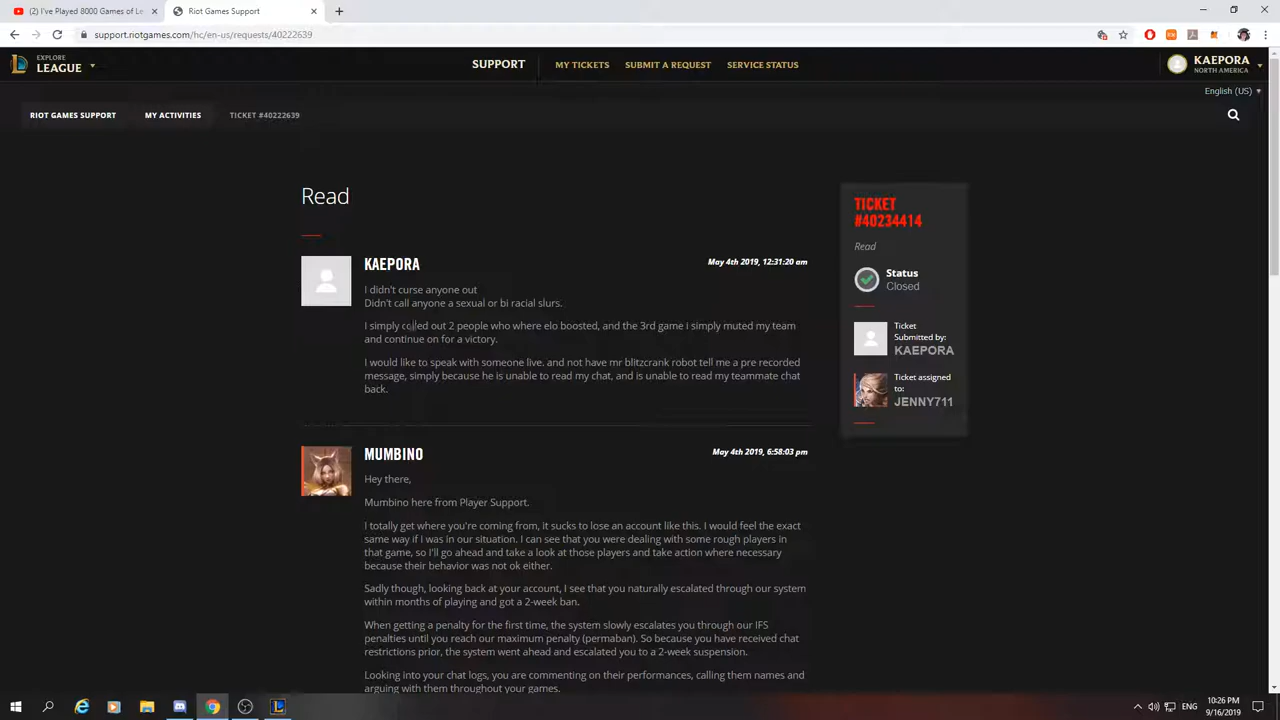 (2) I've Played 8000 Games of Le
Riot Games Support
support.riotgames.com/hc/en-us/requests/40222639
EXPLORE
LEAGUE
SUPPORT
MY TICKETS
SUBMIT A REQUEST
SERVICE STATUS
KAEPORA
NORTH AMERICA
English (US)
RIOT GAMES SUPPORT
MY ACTIVITIES
TICKET #40222639
Read
KAEPORA
May 4th 2019, 12:31:20 am
I didn't curse anyone out
Didn't call anyone a sexual or bi racial slurs.
I simply called out 2 people who where elo boosted, and the 3rd game i simply muted my team
and continue on for a victory.
I would like to speak with someone live. and not have mr blitzcrank robot tell me a pre recorded
message, simply because he is unable to read my chat, and is unable to read my teammate chat
back.
MUMBINO
May 4th 2019, 6:58:03 pm
Hey there,
Mumbino here from Player Support.
I totally get where you're coming from, it sucks to lose an account like this. I would feel the exact
same way if I was in our situation. I can see that you were dealing with some rough players in
that game, so I'll go ahead and take a look at those players and take action where necessary
because their behavior was not ok either.
Sadly though, looking back at your account, I see that you naturally escalated through our system
within months of playing and got a 2-week ban.
When getting a penalty for the first time, the system slowly escalates you through our IFS
penalties until you reach our maximum penalty (permaban). So because you have received chat
restrictions prior, the system went ahead and escalated you to a 2-week suspension.
Looking into your chat logs, you are commenting on their performances, calling them names and
arguing with them throughout your games.
TICKET
#40234414
Read
Status
Closed
Ticket
Submitted by:
KAEPORA
Ticket assigned
to:
JENNY711
ENG
10:26 PM
9/16/2019